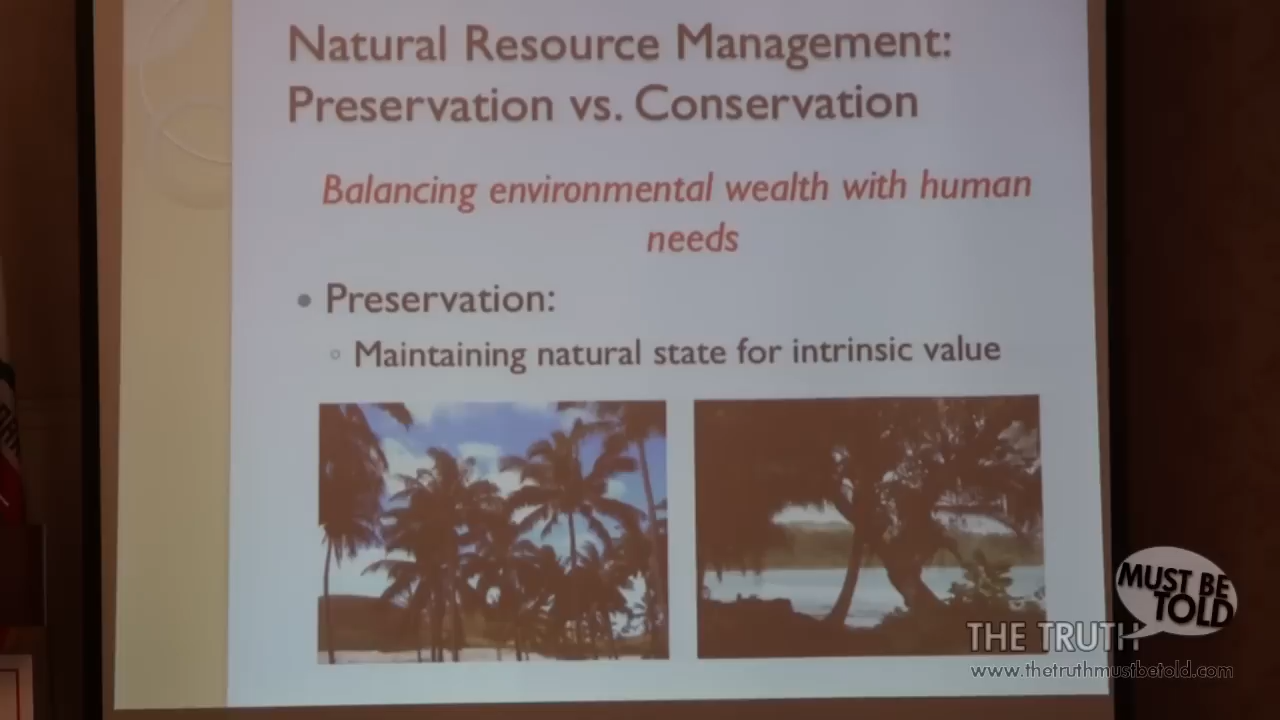 Natural Resource Management:
Preservation vs. Conservation
Balancing environmental wealth with human
needs
• Preservation:
◦ Maintaining natural state for intrinsic value
MUST BE
TOLD
THE TRUTH
www.thetruthmustbetold.com